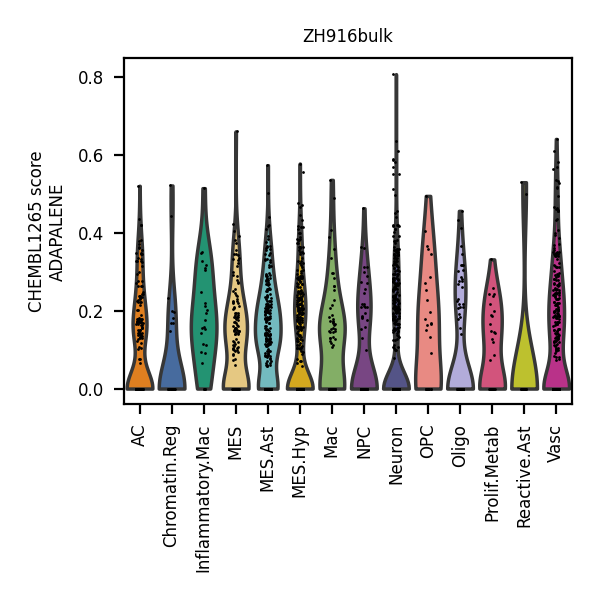 ZH916bulk
CHEMBL1265 score
ADAPALENE
0.8
0.6
0.4
0.2
0.0
AC
Chromatin.Reg
Inflammatory.Mac
MES
MES.Ast
MES.Hyp
Mac
NPC
Neuron
OPC
Oligo
Prolif.Metab
Reactive.Ast
Vasc